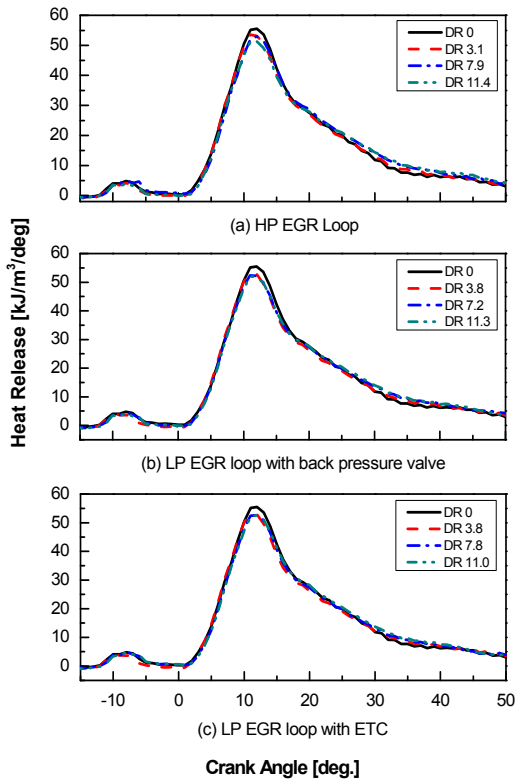 60
50
40
30
20
10
0
DR 0
DR 3.1
DR 7.9
DR 11.4
(a) HP EGR Loop
Heat Release [kJ/m³/deg]
60
50
40
30
20
10
0
DR 0
DR 3.8
DR 7.2
DR 11.3
(b) LP EGR loop with back pressure valve
60
50
40
30
20
10
0
DR 0
DR 3.8
DR 7.8
DR 11.0
-10 0 10 20 30 40 50
(c) LP EGR loop with ETC
Crank Angle [deg.]